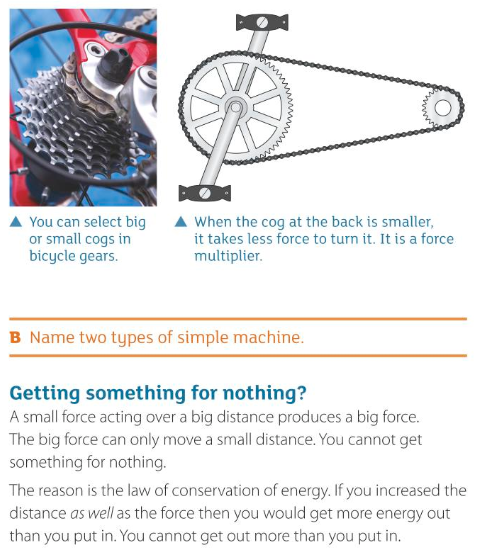 ▲ You can select big
or small cogs in
bicycle gears.
▲ When the cog at the back is smaller,
it takes less force to turn it. It is a force
multiplier.
B Name two types of simple machine.
Getting something for nothing?
A small force acting over a big distance produces a big force.
The big force can only move a small distance. You cannot get
something for nothing.
The reason is the law of conservation of energy. If you increased the
distance as well as the force then you would get more energy out
than you put in. You cannot get out more than you put in.